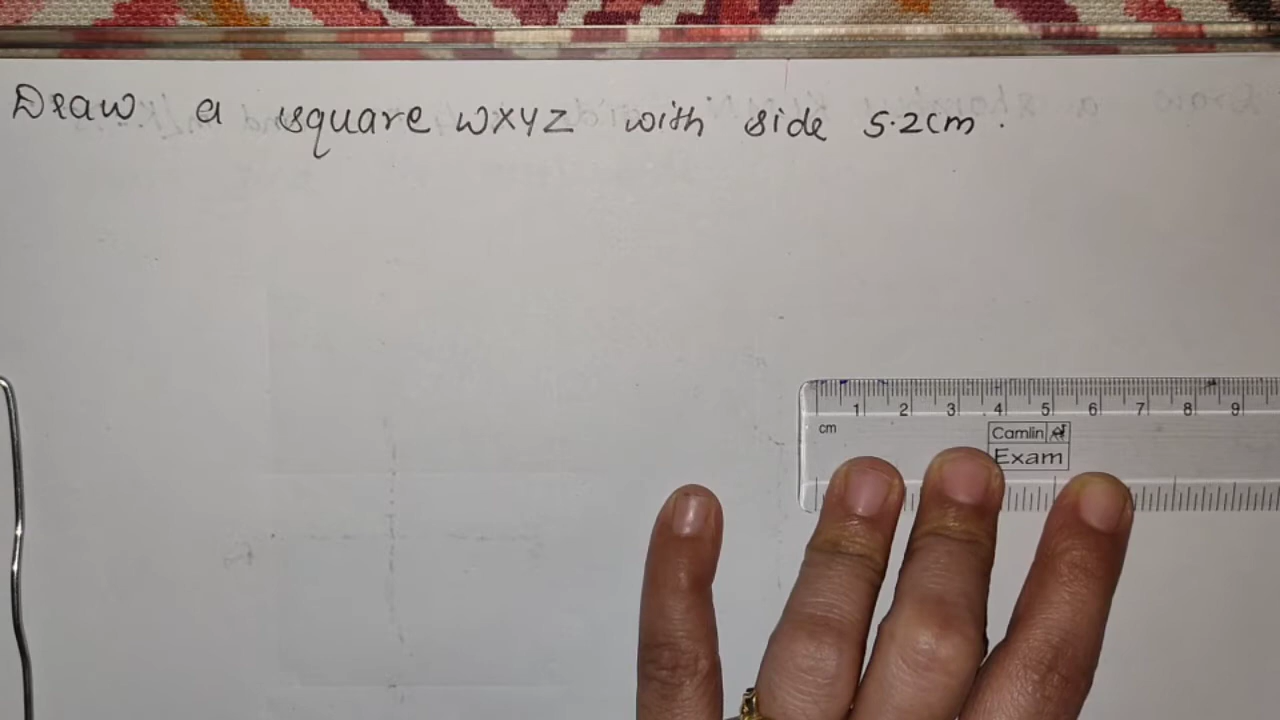 Draw a square WXYZ with side 5.2cm.
1 2 3 4 5 6 7 8 9
cm
Camlin
Exam